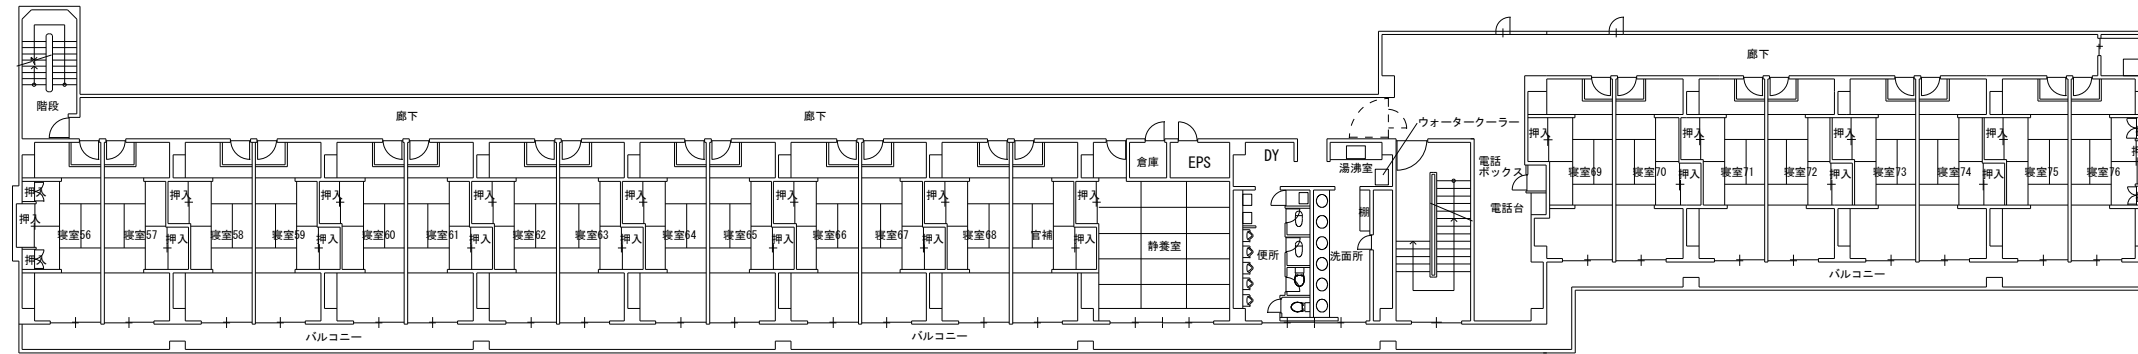 廊下
階段
廊下
廊下
ウォータークーラー
倉庫
EPS
DY
湯沸室
電話
ボックス
押入
押入
押入
押入
押入
寝室69
寝室70
押入
寝室71
寝室72
押入
寝室73
寝室74
押入
寝室75
寝室76
押入
押入
押入
押入
押入
押入
押入
押入
棚
電話台
押入
寝室56
寝室57
押入
寝室58
寝室59
押入
寝室60
寝室61
押入
寝室62
寝室63
押入
寝室64
寝室65
押入
寝室66
寝室67
押入
寝室68
官補
押入
静養室
便所
洗面所
押入
バルコニー
バルコニー
バルコニー